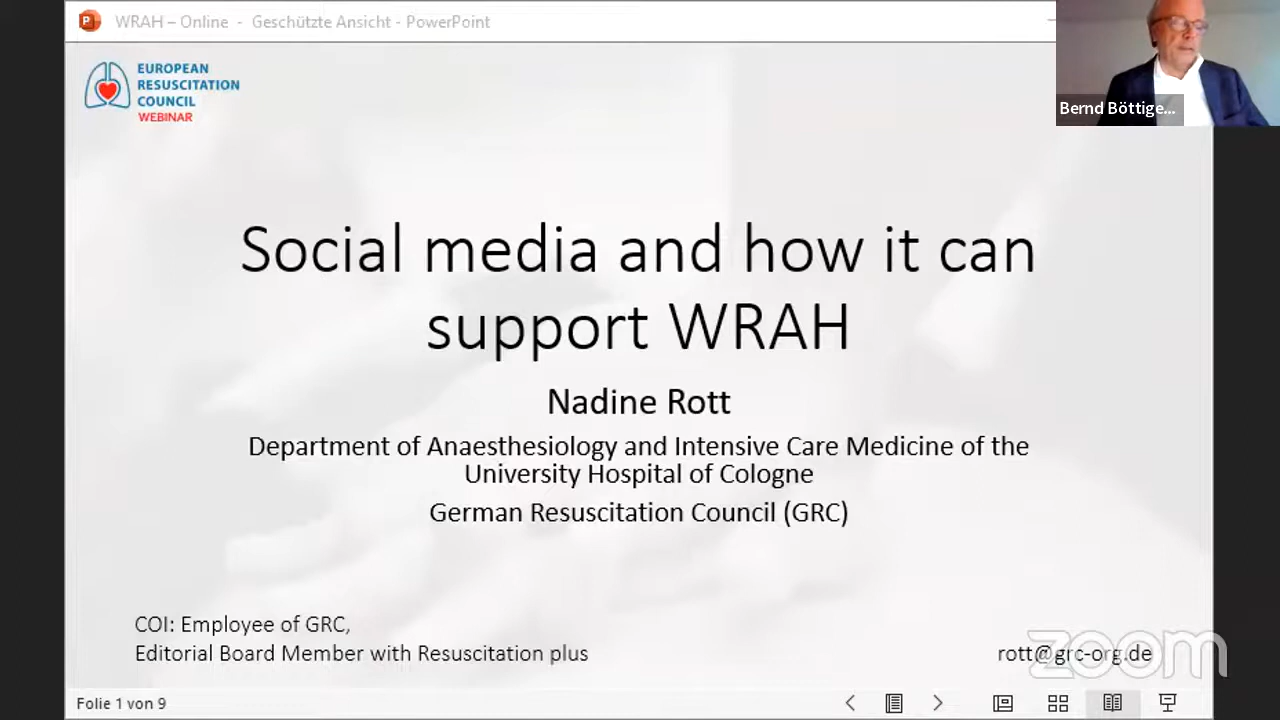 WRAH – Online - Geschützte Ansicht - PowerPoint
EUROPEAN
RESUSCITATION
COUNCIL
WEBINAR
Bernd Böttige...
Social media and how it can
support WRAH
Nadine Rott
Department of Anaesthesiology and Intensive Care Medicine of the
University Hospital of Cologne
German Resuscitation Council (GRC)
COI: Employee of GRC,
Editorial Board Member with Resuscitation plus
rott@grc-org.de
zoom
Folie 1 von 9